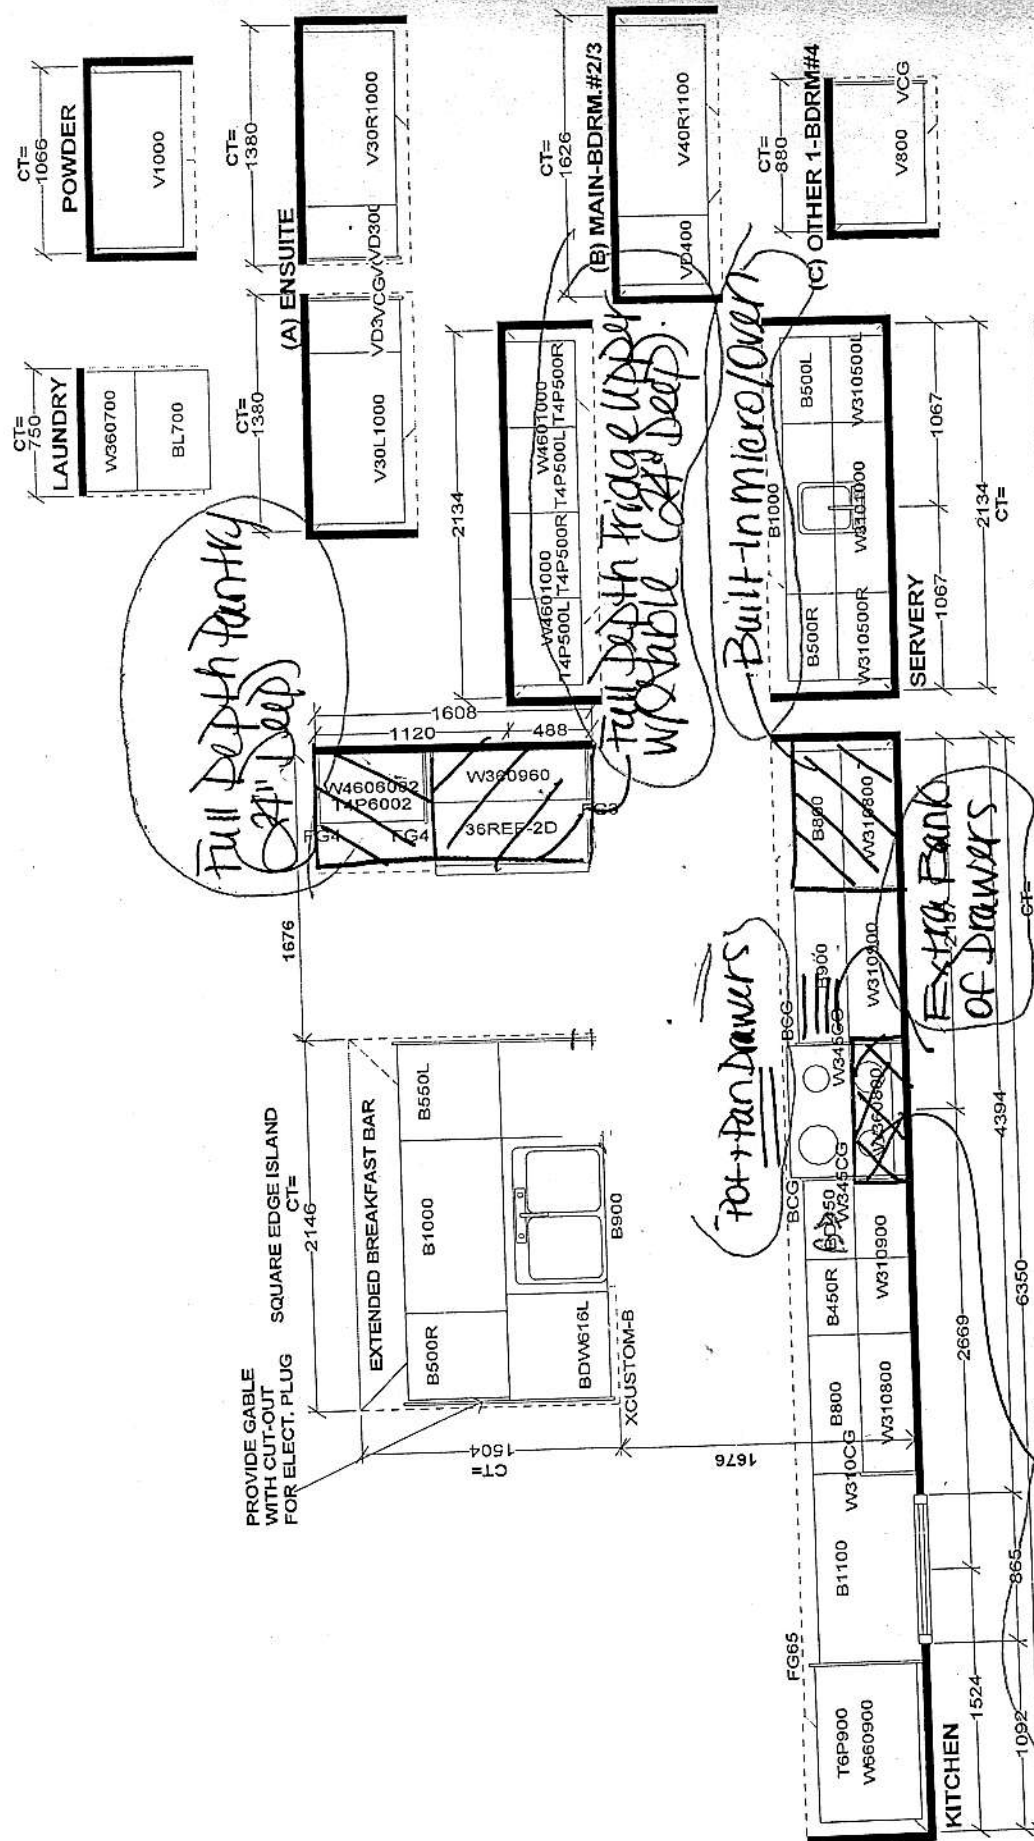 CT=
1066
POWDER
V1000
CT=
750
LAUNDRY
W360700
BL700
CT=
1380
(A) ENSUITE
V30L1000
CT=
1380
V30R1000
CT=
1626
(B) MAIN-BDRM.#2/3
VD400
V40R1100
CT=
880
(C) OTHER 1-BDRM#4
V800
VCG
Full Depth Pantry
24" Deep
2134
W4601000
W4601000
T4P500L
T4P500R
T4P500L
T4P500R
Full Depth Fridge Upper
W/Gable (24" Deep)
Built-In Micro/Oven
B1000
B500R
B500L
W310500R
W3101000
W310500L
SERVERY
1067
1067
2134
CT=
1608
1120
488
W4606002
T4P6002
FG4
FG4
W360960
36REF-2D
FG3
1676
PROVIDE GABLE
WITH CUT-OUT
FOR ELECT. PLUG
SQUARE EDGE ISLAND
CT=
2146
EXTENDED BREAKFAST BAR
B500R
B1000
B550L
BDW616L
B900
XCUSTOM-B
1504
CT=
1676
Pot + Pan Drawers
Extra Bank
of Drawers
FG65
BCG
BCG
T6P900
W660900
B1100
B800
W310CG
W310800
B450R
W310900
W345CG
W360800
B900
W310900
B800
W310800
KITCHEN
1524
2669
2157
1092
865
4394
6350
CT=